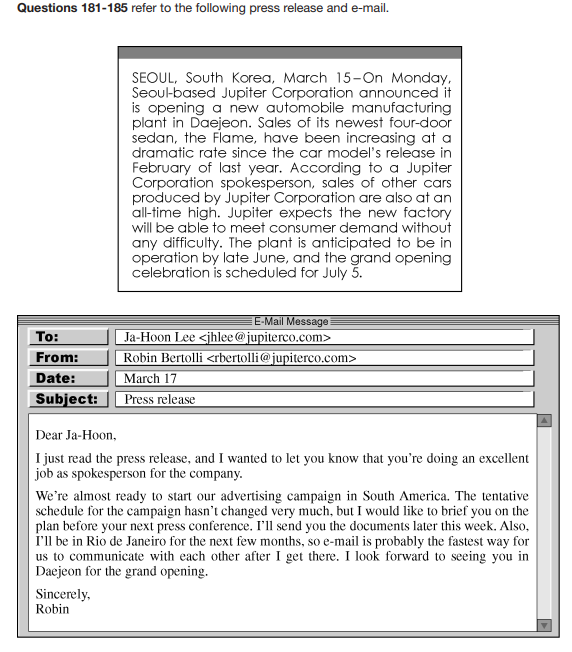 Questions 181-185 refer to the following press release and e-mail.
SEOUL, South Korea, March 15–On Monday,
Seoul-based Jupiter Corporation announced it
is opening a new automobile manufacturing
plant in Daejeon. Sales of its newest four-door
sedan, the Flame, have been increasing at a
dramatic rate since the car model's release in
February of last year. According to a Jupiter
Corporation spokesperson, sales of other cars
produced by Jupiter Corporation are also at an
all-time high. Jupiter expects the new factory
will be able to meet consumer demand without
any difficulty. The plant is anticipated to be in
operation by late June, and the grand opening
celebration is scheduled for July 5.
E-Mail Message
To: Ja-Hoon Lee <jhlee@jupiterco.com>
From: Robin Bertolli <rbertolli@jupiterco.com>
Date: March 17
Subject: Press release
Dear Ja-Hoon,
I just read the press release, and I wanted to let you know that you're doing an excellent
job as spokesperson for the company.
We're almost ready to start our advertising campaign in South America. The tentative
schedule for the campaign hasn't changed very much, but I would like to brief you on the
plan before your next press conference. I'll send you the documents later this week. Also,
I'll be in Rio de Janeiro for the next few months, so e-mail is probably the fastest way for
us to communicate with each other after I get there. I look forward to seeing you in
Daejeon for the grand opening.
Sincerely,
Robin